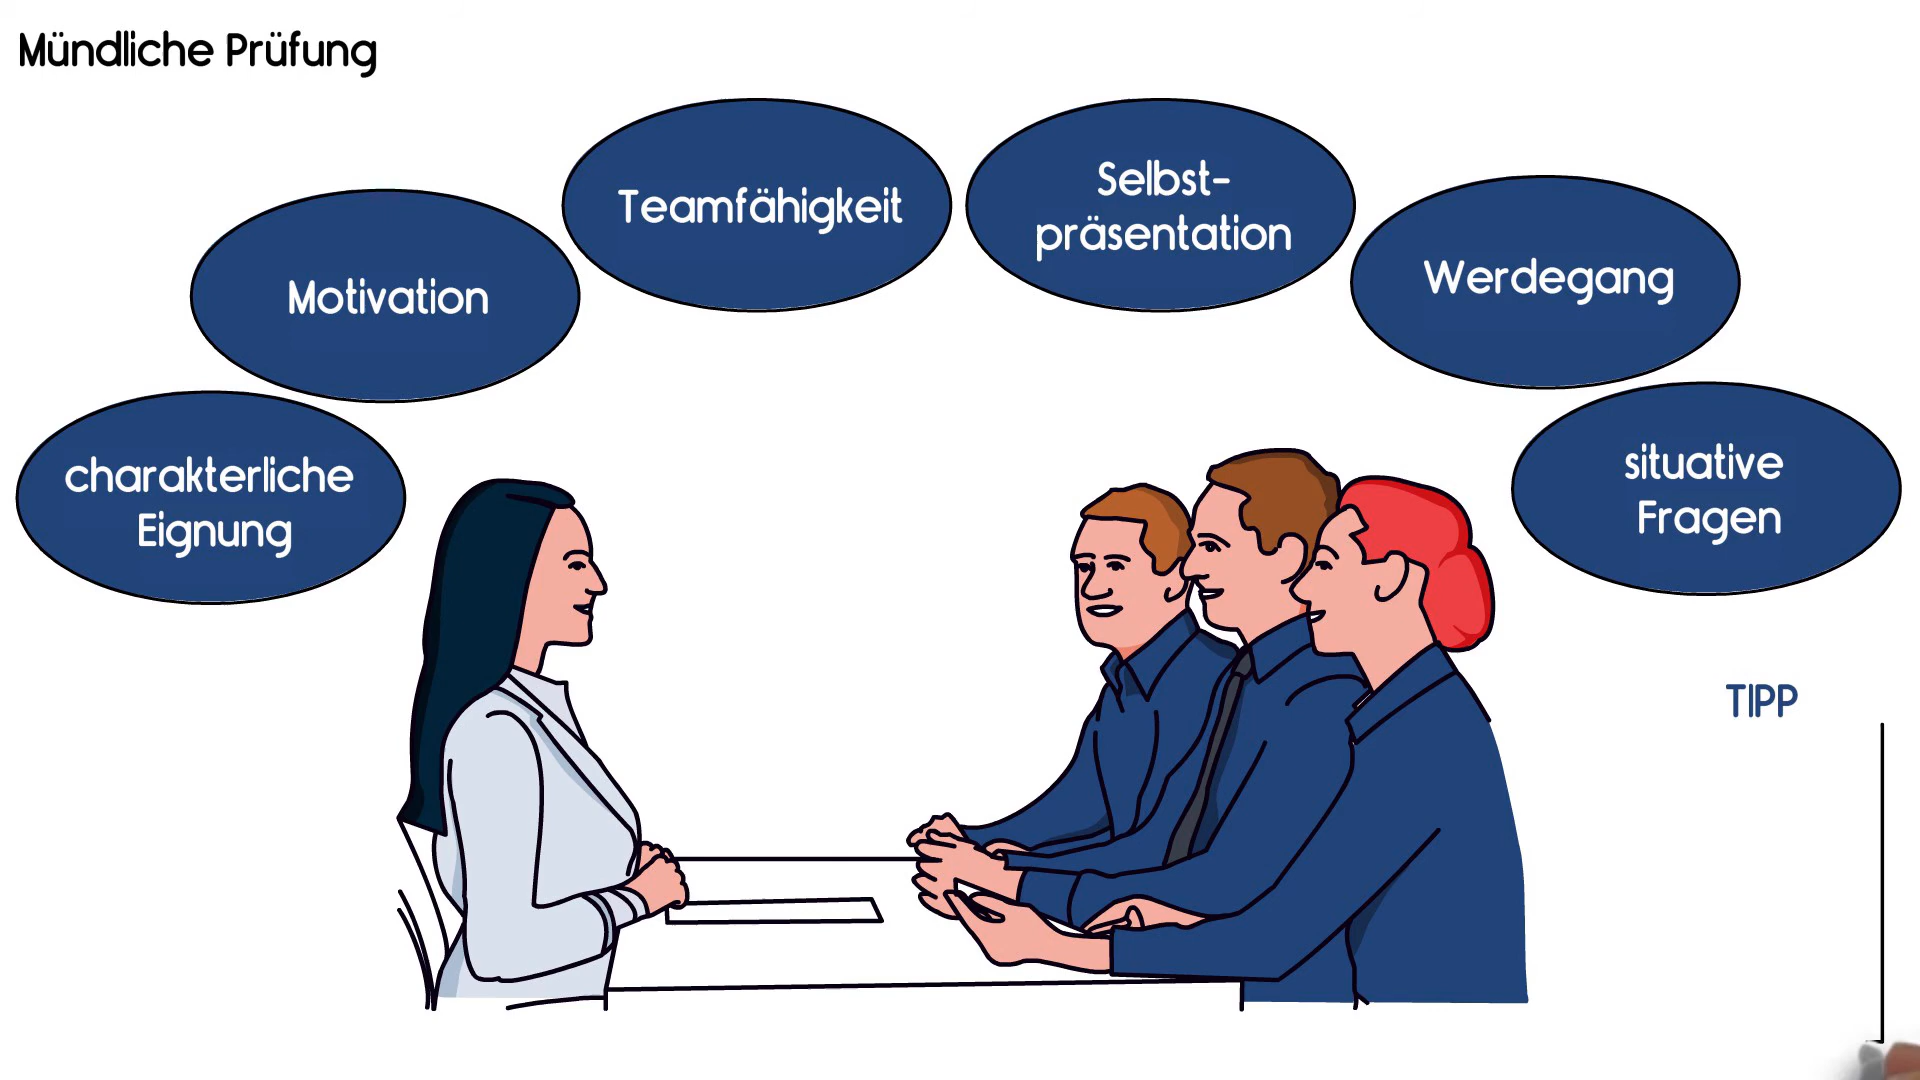 Mündliche Prüfung
charakterliche
Eignung
Motivation
Teamfähigkeit
Selbst-
präsentation
Werdegang
situative
Fragen
TIPP